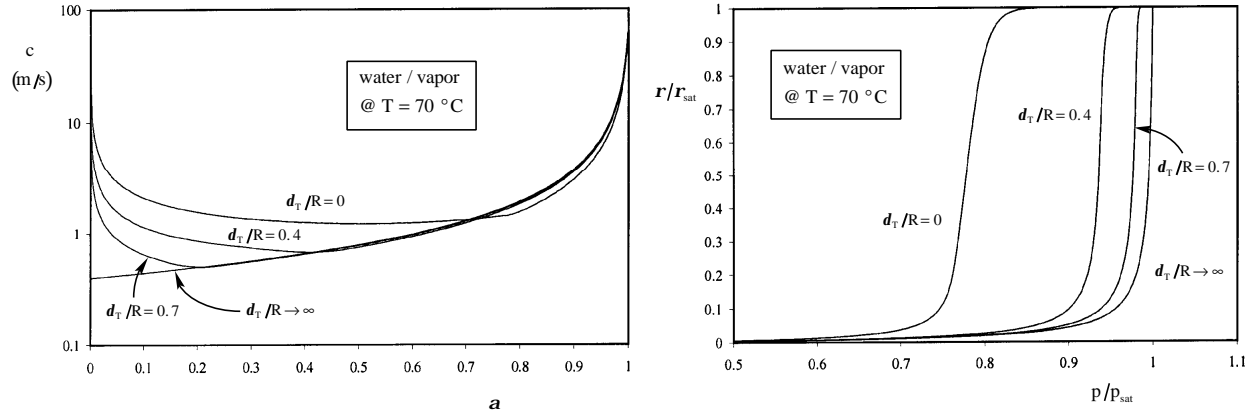 100
10
1
0.1
c
(m/s)
water / vapor
@ T = 70 °C
d_T/R=0
d_T/R=0.4
d_T/R=0.7
d_T/R→∞
0 0.1 0.2 0.3 0.4 0.5 0.6 0.7 0.8 0.9 1
a
1
0.9
0.8
0.7
0.6
0.5
0.4
0.3
0.2
0.1
0
r/r_sat
water / vapor
@ T = 70 °C
d_T/R=0.4
d_T/R=0.7
d_T/R=0
d_T/R→∞
0.5 0.6 0.7 0.8 0.9 1 1.1
p/p_sat